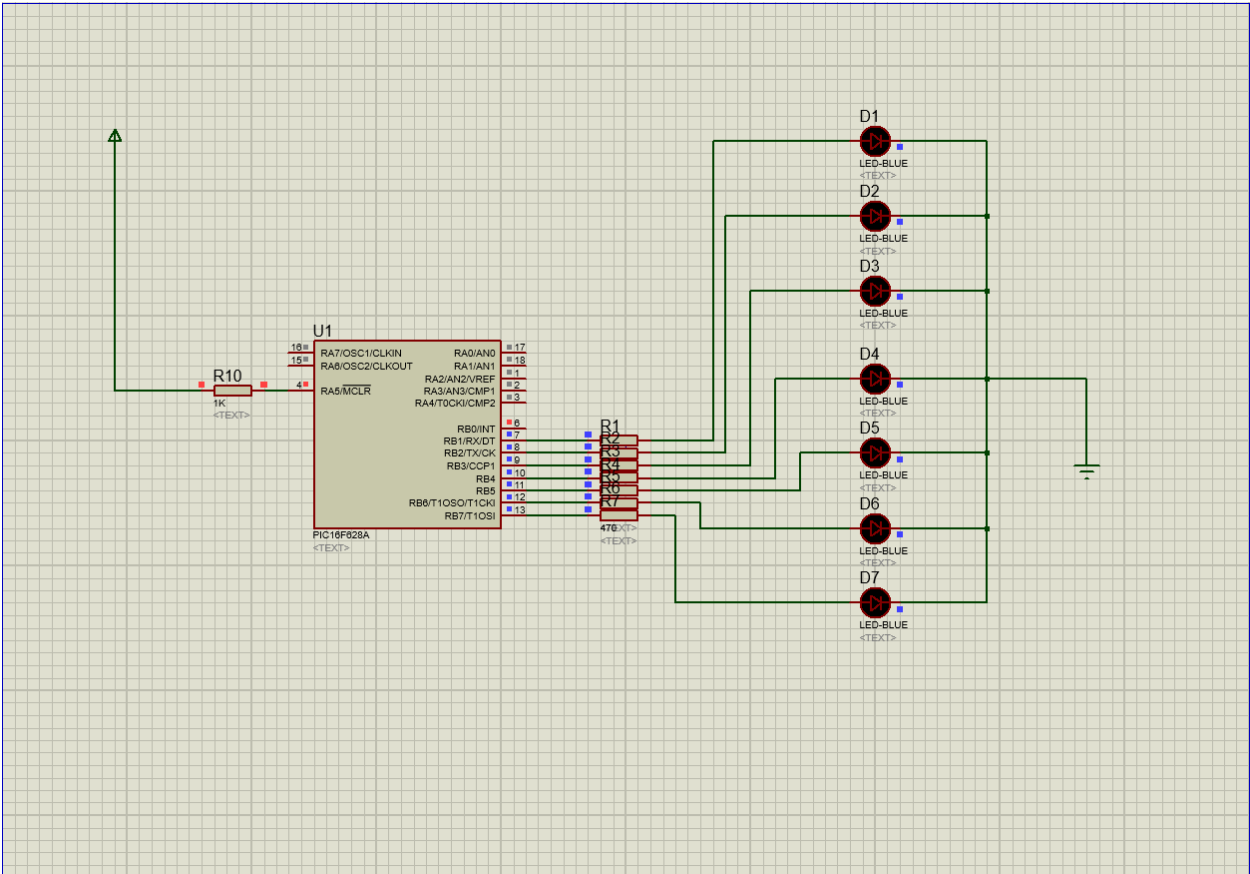 D1
LED-BLUE
<TEXT>
D2
LED-BLUE
<TEXT>
D3
LED-BLUE
<TEXT>
U1
16 RA7/OSC1/CLKIN RA0/AN0 17
15 RA6/OSC2/CLKOUT RA1/AN1 18
RA2/AN2/VREF 1
4 RA5/MCLR RA3/AN3/CMP1 2
RA4/T0CKI/CMP2 3
RB0/INT 6
RB1/RX/DT 7
RB2/TX/CK 8
RB3/CCP1 9
RB4 10
RB5 11
RB6/T1OSO/T1CKI 12
RB7/T1OSI 13
PIC16F628A
<TEXT>
R10
1K
<TEXT>
R1
R2
R3
R4
R5
R6
R7
470
<TEXT>
<TEXT>
D4
LED-BLUE
<TEXT>
D5
LED-BLUE
<TEXT>
D6
LED-BLUE
<TEXT>
D7
LED-BLUE
<TEXT>